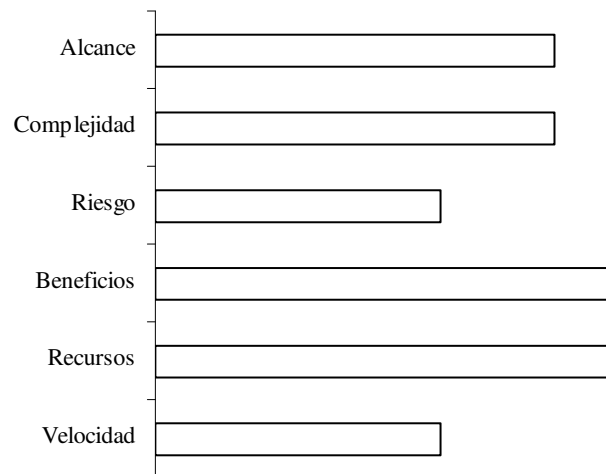 Alcance
Complejidad
Riesgo
Beneficios
Recursos
Velocidad